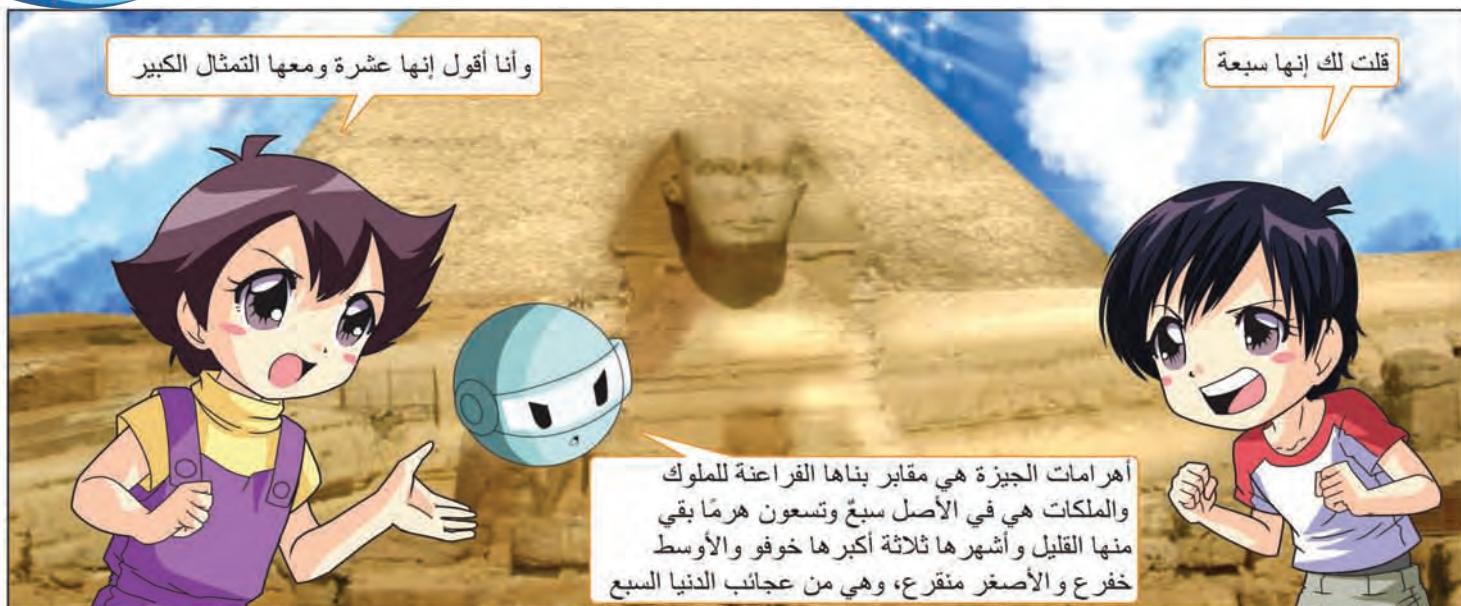 قلت لك إنها سبعة
وأنا أقول إنها عشرة ومعها التمثال الكبير
أهرامات الجيزة هي مقابر بناها الفراعنة للملوك
والملكات هي في الأصل سبعٌ وتسعون هرمًا بقي
منها القليل وأشهرها ثلاثة أكبرها خوفو والأوسط
خفرع والأصغر منقرع، وهي من عجائب الدنيا السبع